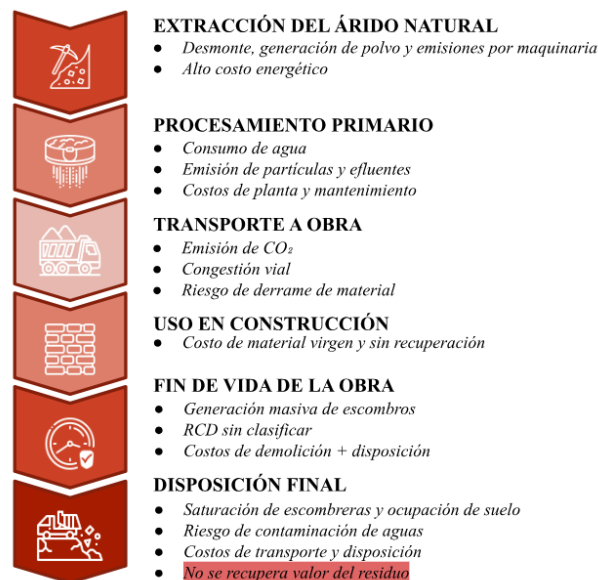 EXTRACCIÓN DEL ÁRIDO NATURAL
● Desmonte, generación de polvo y emisiones por maquinaria
● Alto costo energético
PROCESAMIENTO PRIMARIO
● Consumo de agua
● Emisión de partículas y efluentes
● Costos de planta y mantenimiento
TRANSPORTE A OBRA
● Emisión de CO₂
● Congestión vial
● Riesgo de derrame de material
USO EN CONSTRUCCIÓN
● Costo de material virgen y sin recuperación
FIN DE VIDA DE LA OBRA
● Generación masiva de escombros
● RCD sin clasificar
● Costos de demolición + disposición
DISPOSICIÓN FINAL
● Saturación de escombreras y ocupación de suelo
● Riesgo de contaminación de aguas
● Costos de transporte y disposición
● No se recupera valor del residuo